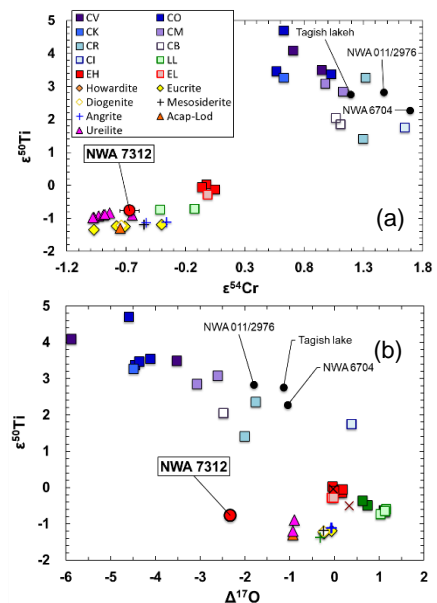 5
4
3
2
1
0
-1
-2
ε50Ti
CV CO
CK CM
CR CB
CI LL
EH EL
Howardite Eucrite
Diogenite Mesosiderite
Angrite Acap-Lod
Ureilite
Tagish lakeh
NWA 011/2976
NWA 6704
NWA 7312
(a)
-1.2 -0.7 -0.2 0.3 0.8 1.3 1.8
ε54Cr
5
4
3
2
1
0
-1
-2
ε50Ti
(b)
NWA 011/2976
Tagish lake
NWA 6704
NWA 7312
-6 -5 -4 -3 -2 -1 0 1 2
Δ17O